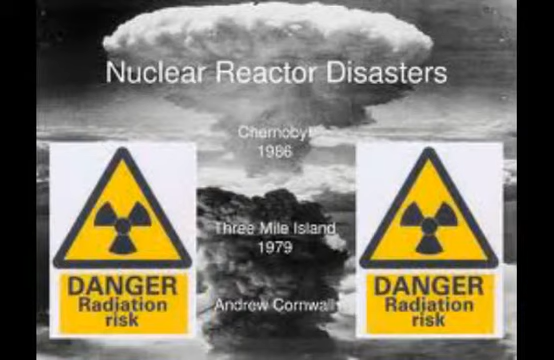 Nuclear Reactor Disasters
Chernobyl
1986
Three Mile Island
1979
Andrew Cornwall
DANGER
Radiation
risk
DANGER
Radiation
risk